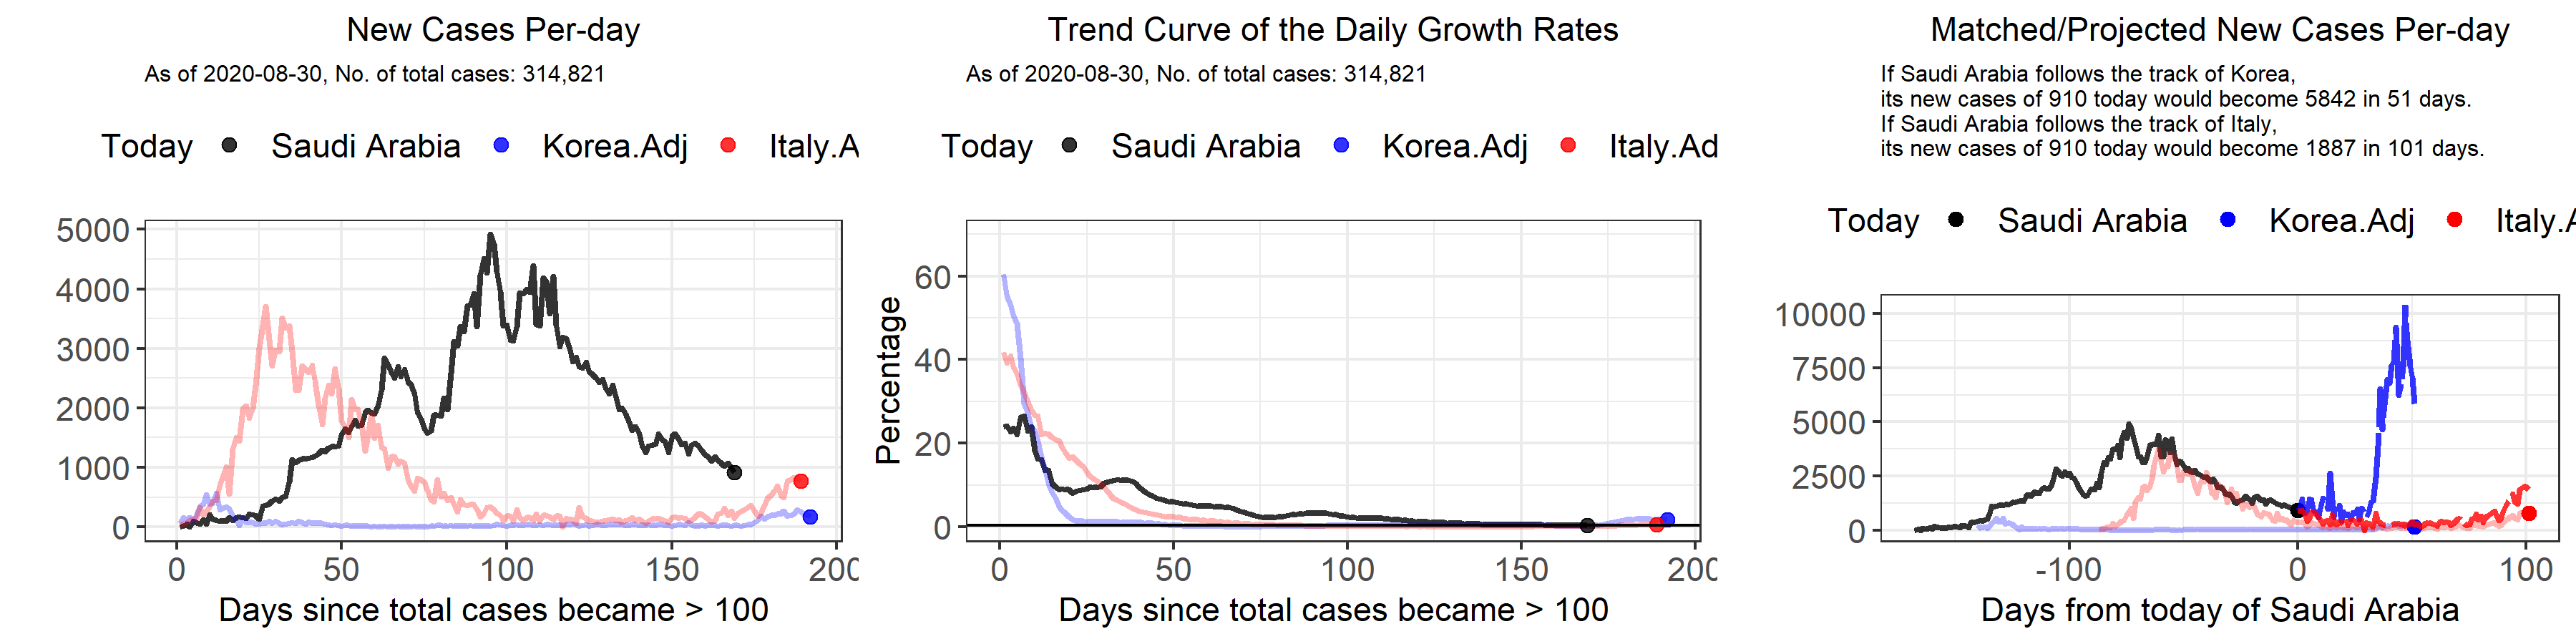 New Cases Per-day
As of 2020-08-30, No. of total cases: 314,821
Today Saudi Arabia Korea.Adj Italy.A
5000
4000
3000
2000
1000
0
0 50 100 150 200
Days since total cases became > 100
Trend Curve of the Daily Growth Rates
As of 2020-08-30, No. of total cases: 314,821
Today Saudi Arabia Korea.Adj Italy.Ad
Percentage
60
40
20
0
0 50 100 150 200
Days since total cases became > 100
Matched/Projected New Cases Per-day
If Saudi Arabia follows the track of Korea,
its new cases of 910 today would become 5842 in 51 days.
If Saudi Arabia follows the track of Italy,
its new cases of 910 today would become 1887 in 101 days.
Today Saudi Arabia Korea.Adj Italy.A
10000
7500
5000
2500
0
-100 0 100
Days from today of Saudi Arabia